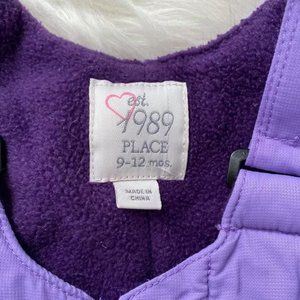 est.
1989
PLACE
9-12 mos.
MADE IN
CHINA